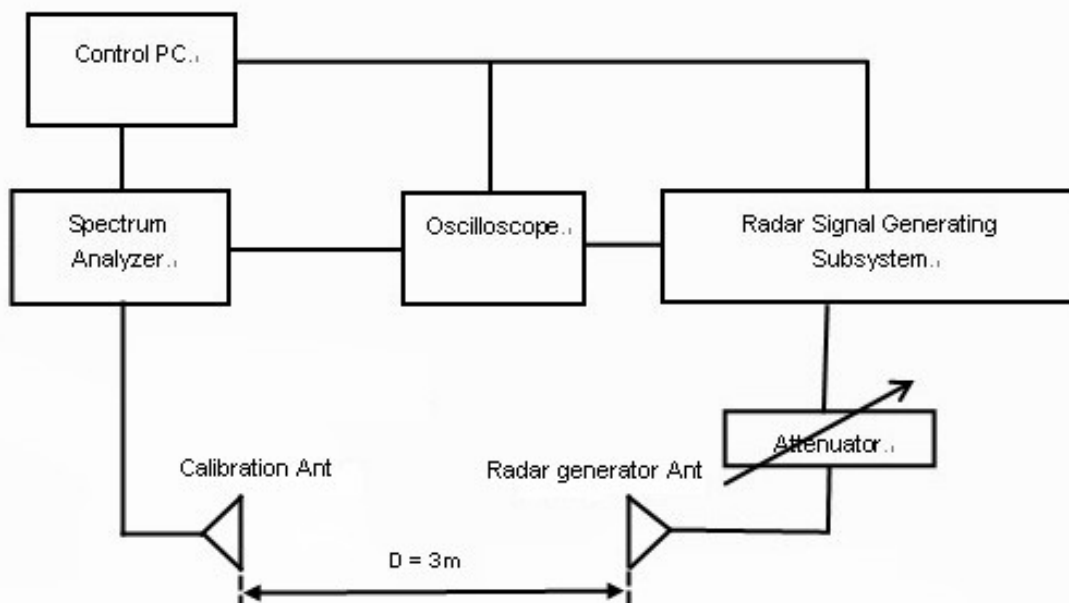 Control PC.
Spectrum
Analyzer.
Oscilloscope.
Radar Signal Generating
Subsystem.
Attenuator.
Calibration Ant
Radar generator Ant
D = 3m